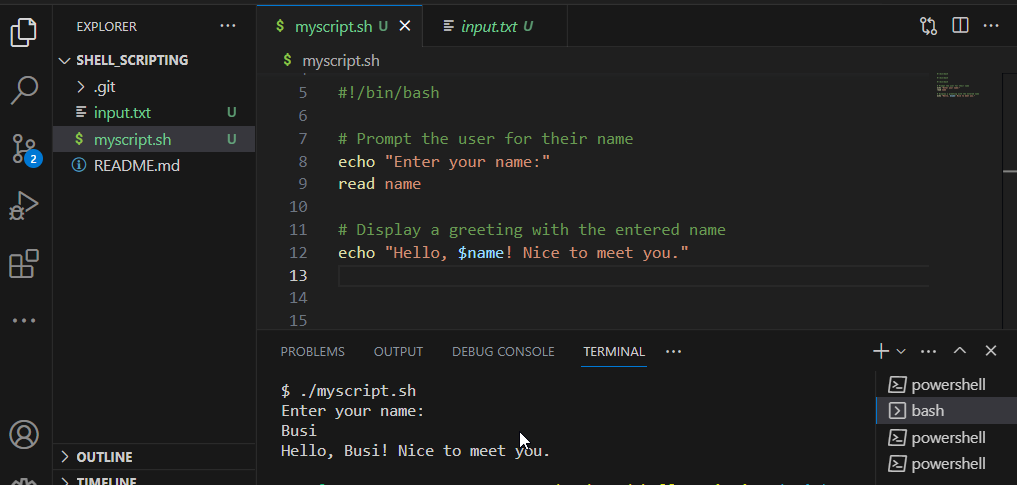 EXPLORER ···
SHELL_SCRIPTING
.git
input.txt U
$ myscript.sh U
README.md
2
OUTLINE
TIMELINE
$ myscript.sh U
input.txt U
$ myscript.sh
5 #!/bin/bash
6
7 # Prompt the user for their name
8 echo "Enter your name:"
9 read name
10
11 # Display a greeting with the entered name
12 echo "Hello, $name! Nice to meet you."
13
14
15
PROBLEMS OUTPUT DEBUG CONSOLE TERMINAL ···
$ ./myscript.sh
Enter your name:
Busi
Hello, Busi! Nice to meet you.
powershell
bash
powershell
powershell